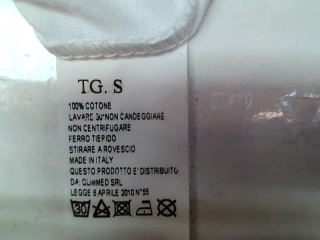 TG. S
100% COTONE
LAVARE 30° NON CANDEGGIARE
NON CENTRIFUGARE
FERRO TIEPIDO
STIRARE A ROVESCIO
MADE IN ITALY
QUESTO PRODOTTO E' DISTRIBUITO
DA: GLIMMED SRL
LEGGE 8 APRILE 2010 N°55
30